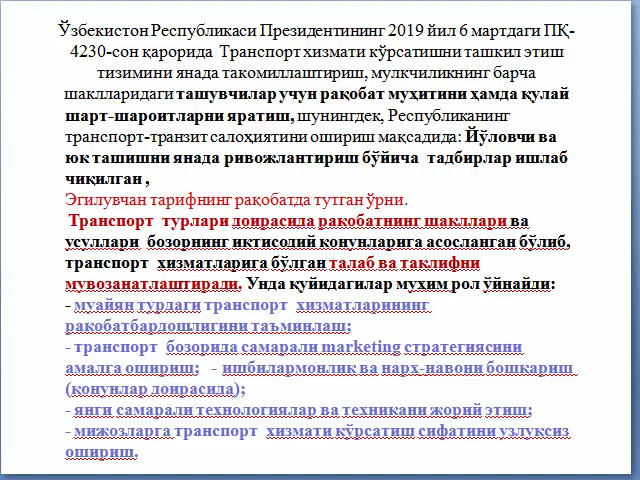 Ўзбекистон Республикаси Президентининг 2019 йил 6 мартдаги ПҚ-
4230-сон қарорида Транспорт хизмати кўрсатишни ташкил этиш
тизимини янада такомиллаштириш, мулкчиликнинг барча
шаклларидаги ташувчилар учун рақобат муҳитини ҳамда қулай
шарт-шароитларни яратиш, шунингдек, Республиканинг
транспорт-транзит салоҳиятини ошириш мақсадида: Йўловчи ва
юк ташишни янада ривожлантириш бўйича тадбирлар ишлаб
чиқилган ,
Эгилувчан тарифнинг рақобатда тутган ўрни.
Транспорт турлари доирасида рақобатнинг шакллари ва
усуллари бозорнинг иктисодий қонунларига асосланган бўлиб,
транспорт хизматларига бўлган талаб ва таклифни
мувозанатлаштиради. Унда қуйидагилар муҳим рол ўйнайди:
- муайян турдаги транспорт хизматларининг
рақобатбардошлигини таъминлаш;
- транспорт бозорида самарали marketing стратегиясини
амалга ошириш; - ишбилармонлик ва нарх-навони бошқариш
(қонунлар доирасида);
- янги самарали технологиялар ва техникани жорий этиш;
- мижозларга транспорт хизмати кўрсатиш сифатини узлуксиз
ошириш.